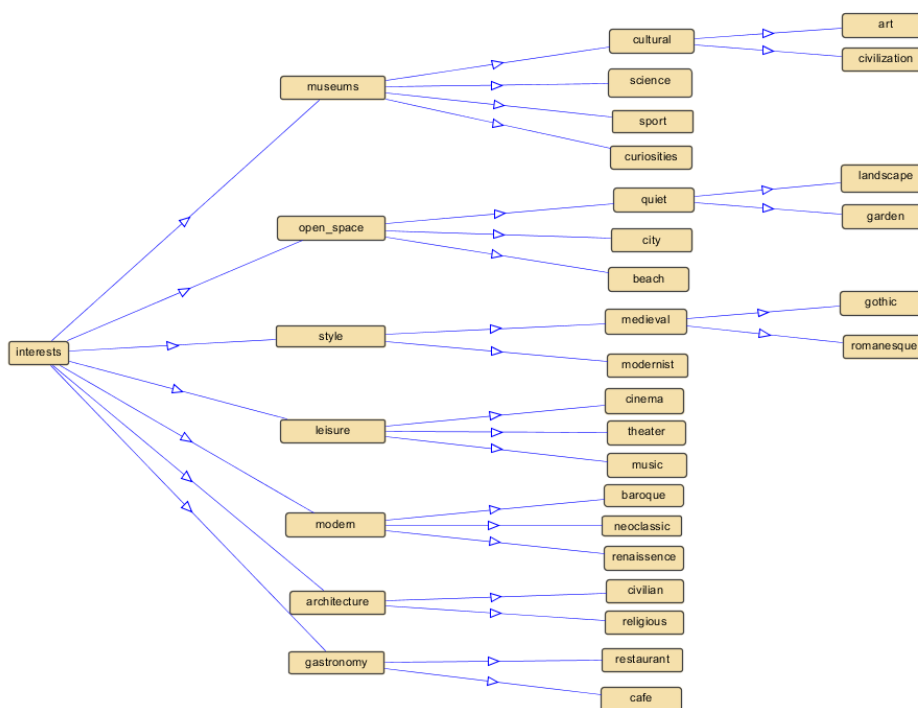 interests
museums
cultural
art
civilization
science
sport
curiosities
open_space
quiet
landscape
garden
city
beach
style
medieval
gothic
romanesque
modernist
leisure
cinema
theater
music
modern
baroque
neoclassic
renaissence
architecture
civilian
religious
gastronomy
restaurant
cafe